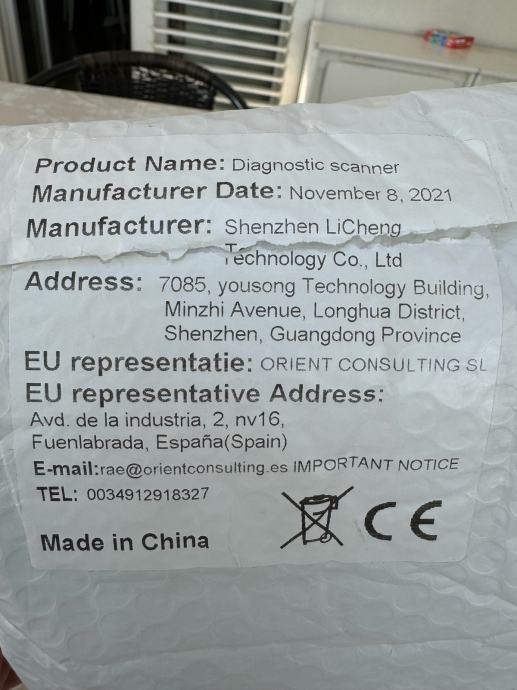 Product Name: Diagnostic scanner
Manufacturer Date: November 8, 2021
Manufacturer: Shenzhen LiCheng
Technology Co., Ltd
Address: 7085, yousong Technology Building,
Minzhi Avenue, Longhua District,
Shenzhen, Guangdong Province
EU representatie: ORIENT CONSULTING SL
EU representative Address:
Avd. de la industria, 2, nv16,
Fuenlabrada, España(Spain)
E-mail:rae@orientconsulting.es IMPORTANT NOTICE
TEL: 0034912918327
CE
Made in China